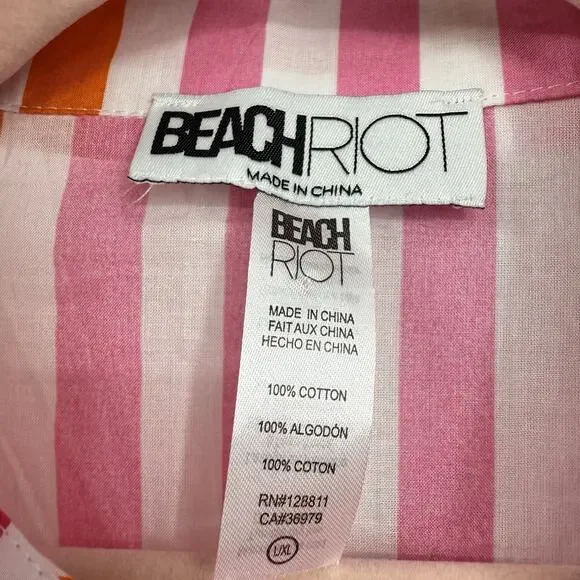 BEACHRIOT
MADE IN CHINA
BEACH
RIOT
MADE IN CHINA
FAIT AUX CHINA
HECHO EN CHINA
100% COTTON
100% ALGODÓN
100% COTON
RN#128811
CA#36979
L/XL